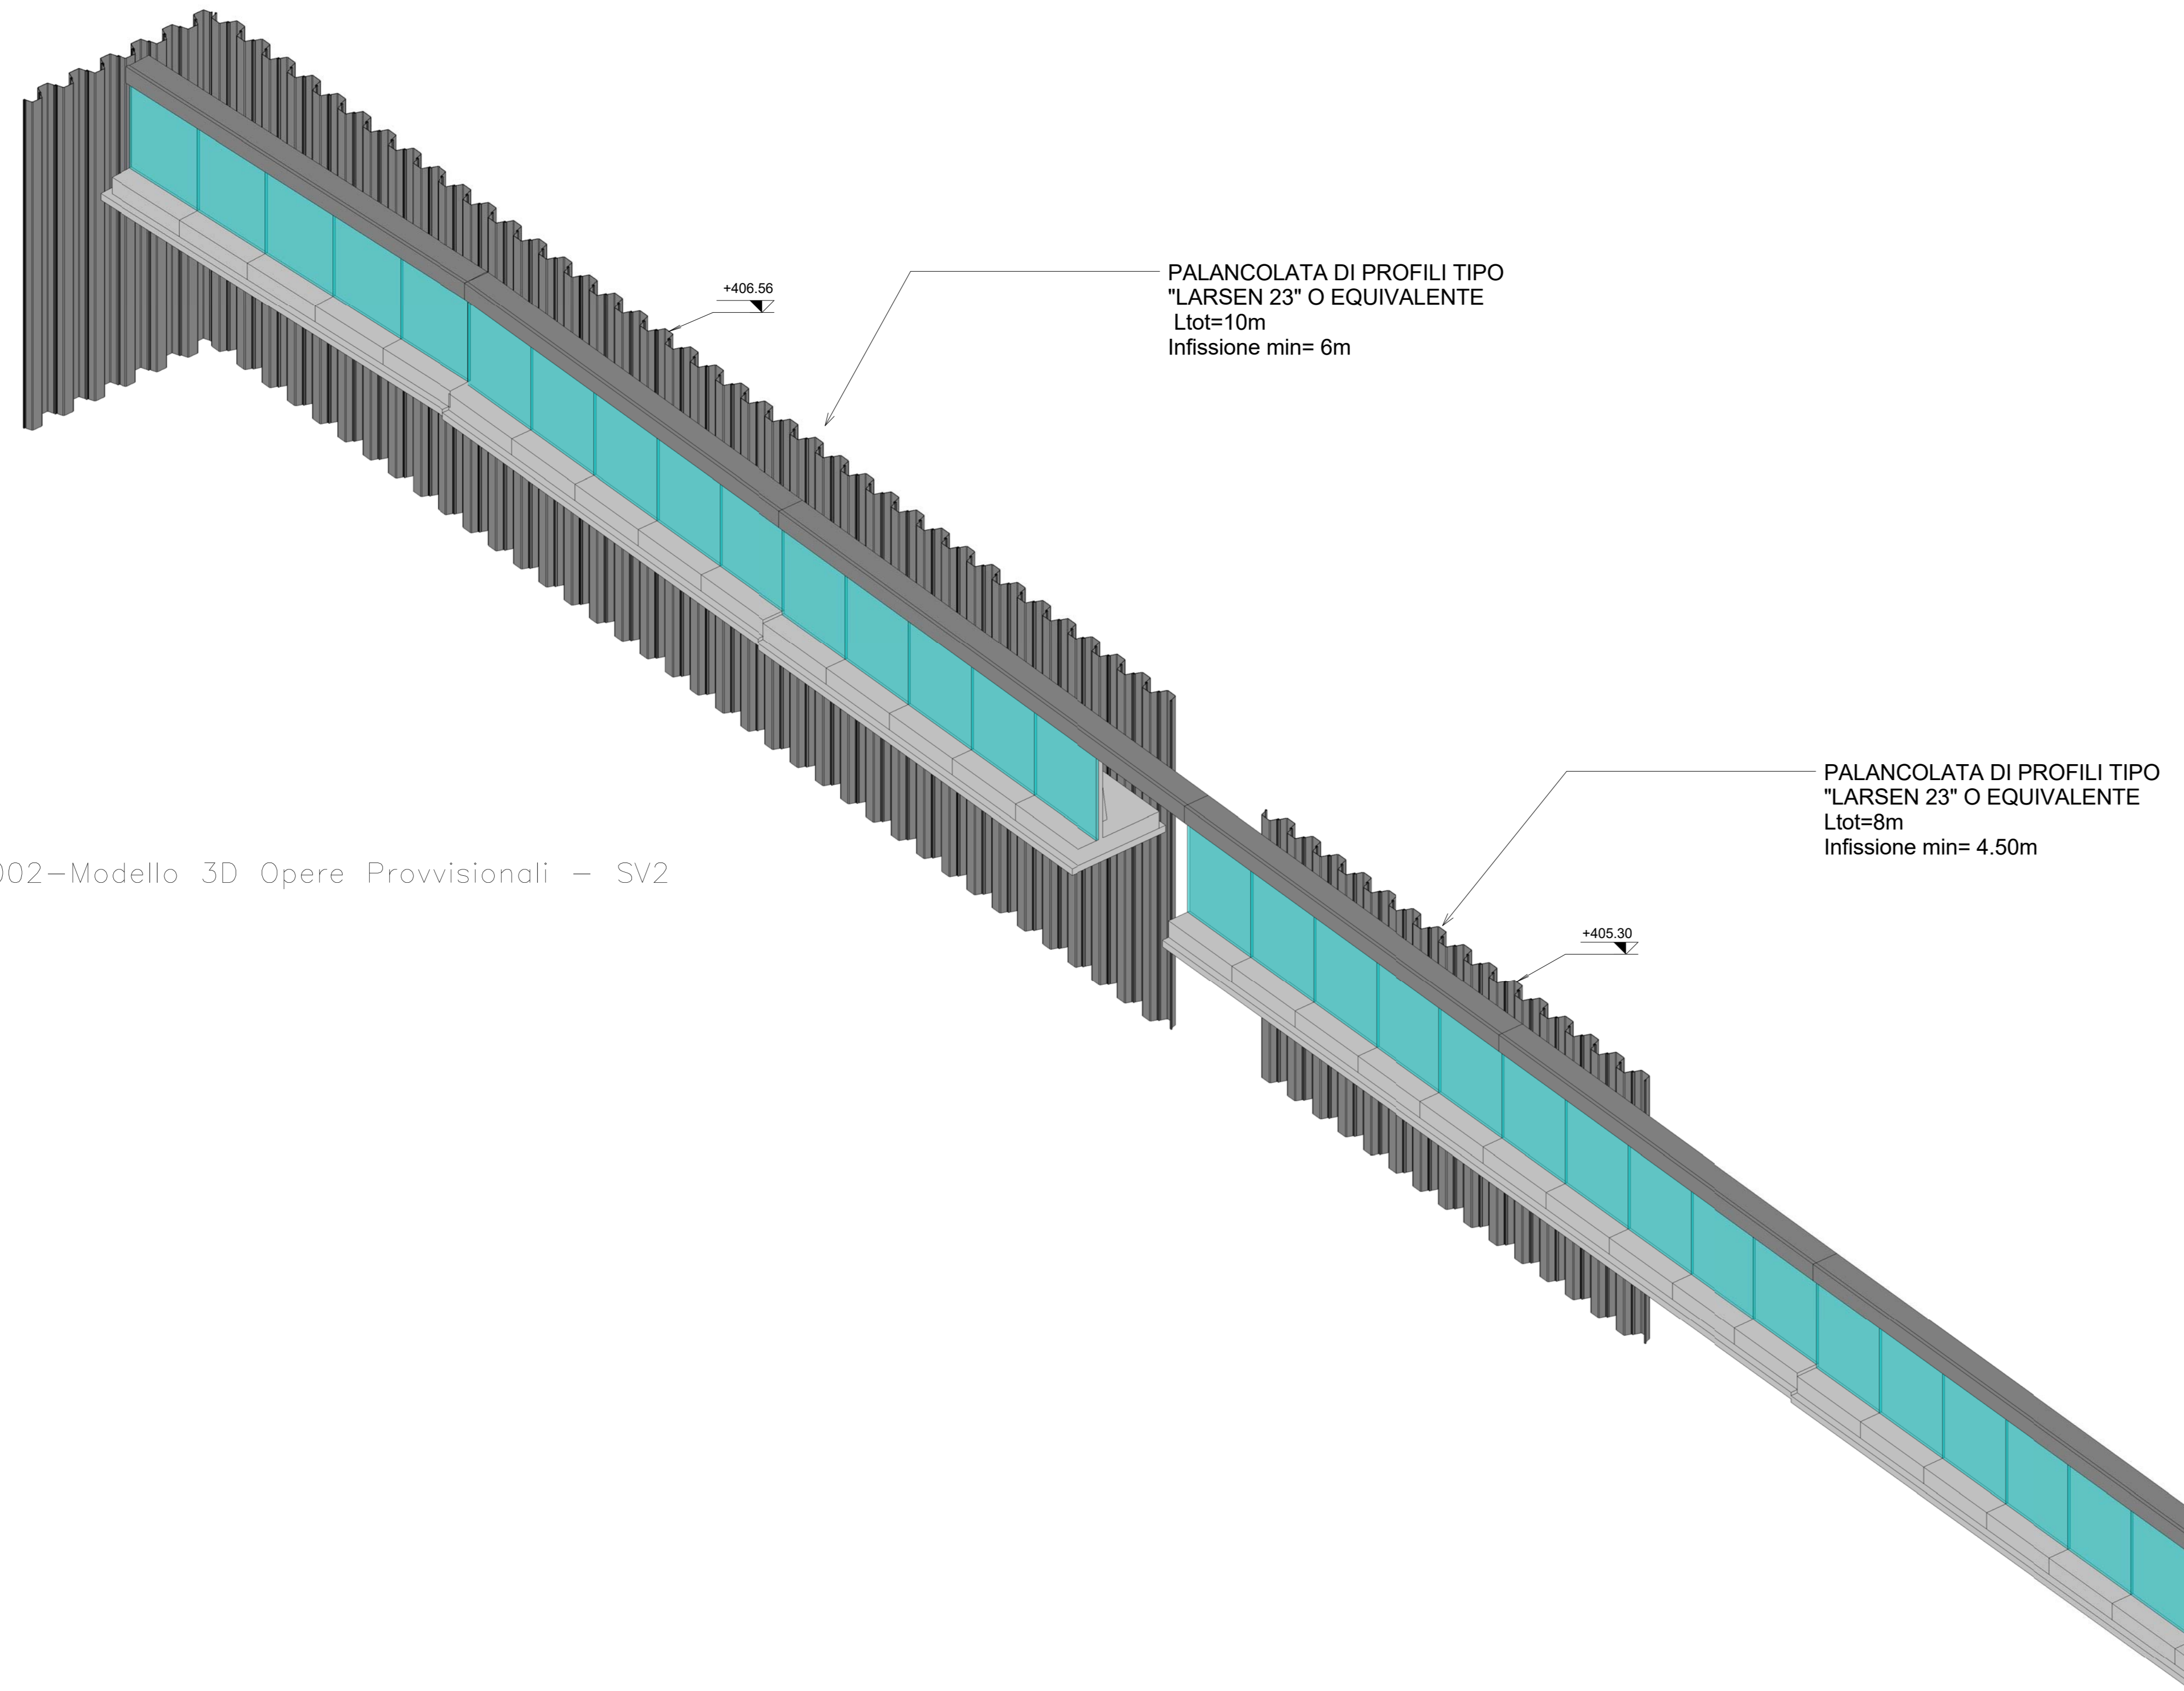 +406.56
PALANCOLATA DI PROFILI TIPO
"LARSEN 23" O EQUIVALENTE
Ltot=10m
Infissione min= 6m
PALANCOLATA DI PROFILI TIPO
"LARSEN 23" O EQUIVALENTE
Ltot=8m
Infissione min= 4.50m
002-Modello 3D Opere Provvisionali - SV2
+405.30